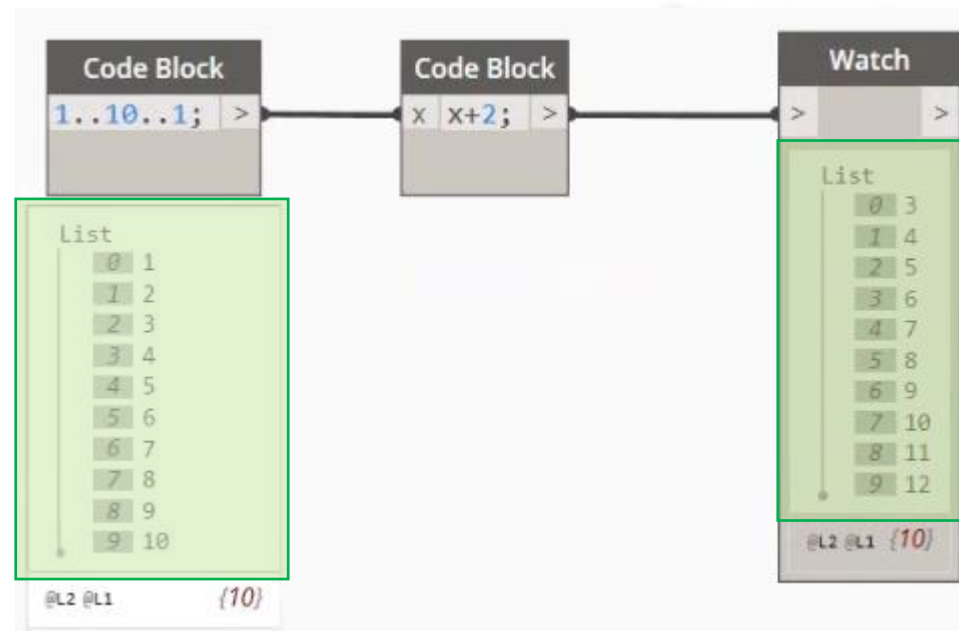 Code Block
1..10..1; >
List
0 1
1 2
2 3
3 4
4 5
5 6
6 7
7 8
8 9
9 10
@L2 @L1 {10}
Code Block
x x+2; >
Watch
> >
List
0 3
1 4
2 5
3 6
4 7
5 8
6 9
7 10
8 11
9 12
@L2 @L1 {10}